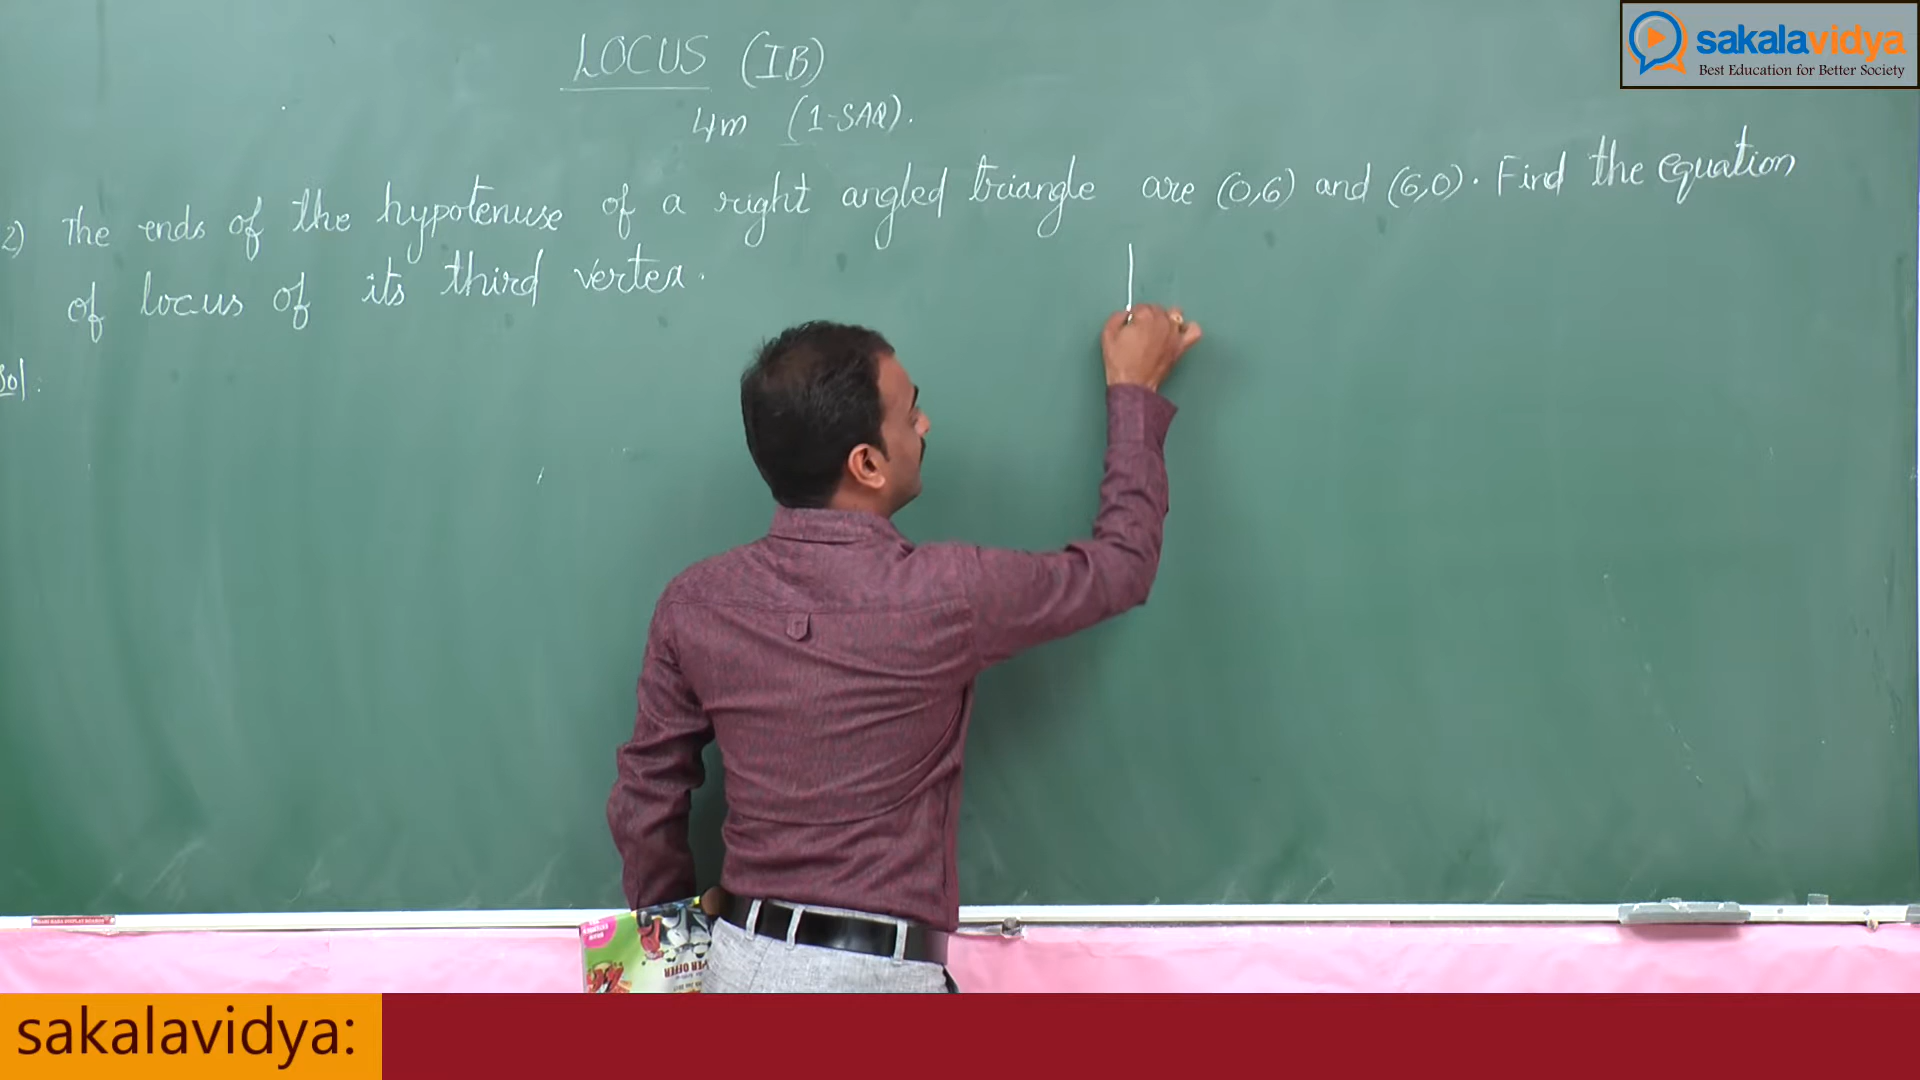 sakalavidya
Best Education for Better Society
LOCUS (IB)
4m (1-SAQ).
2) The ends of the hypotenuse of a right angled triangle are (0,6) and (6,0). Find the equation
of locus of its third vertex.
Sol:
PER OFFER
sakalavidya: